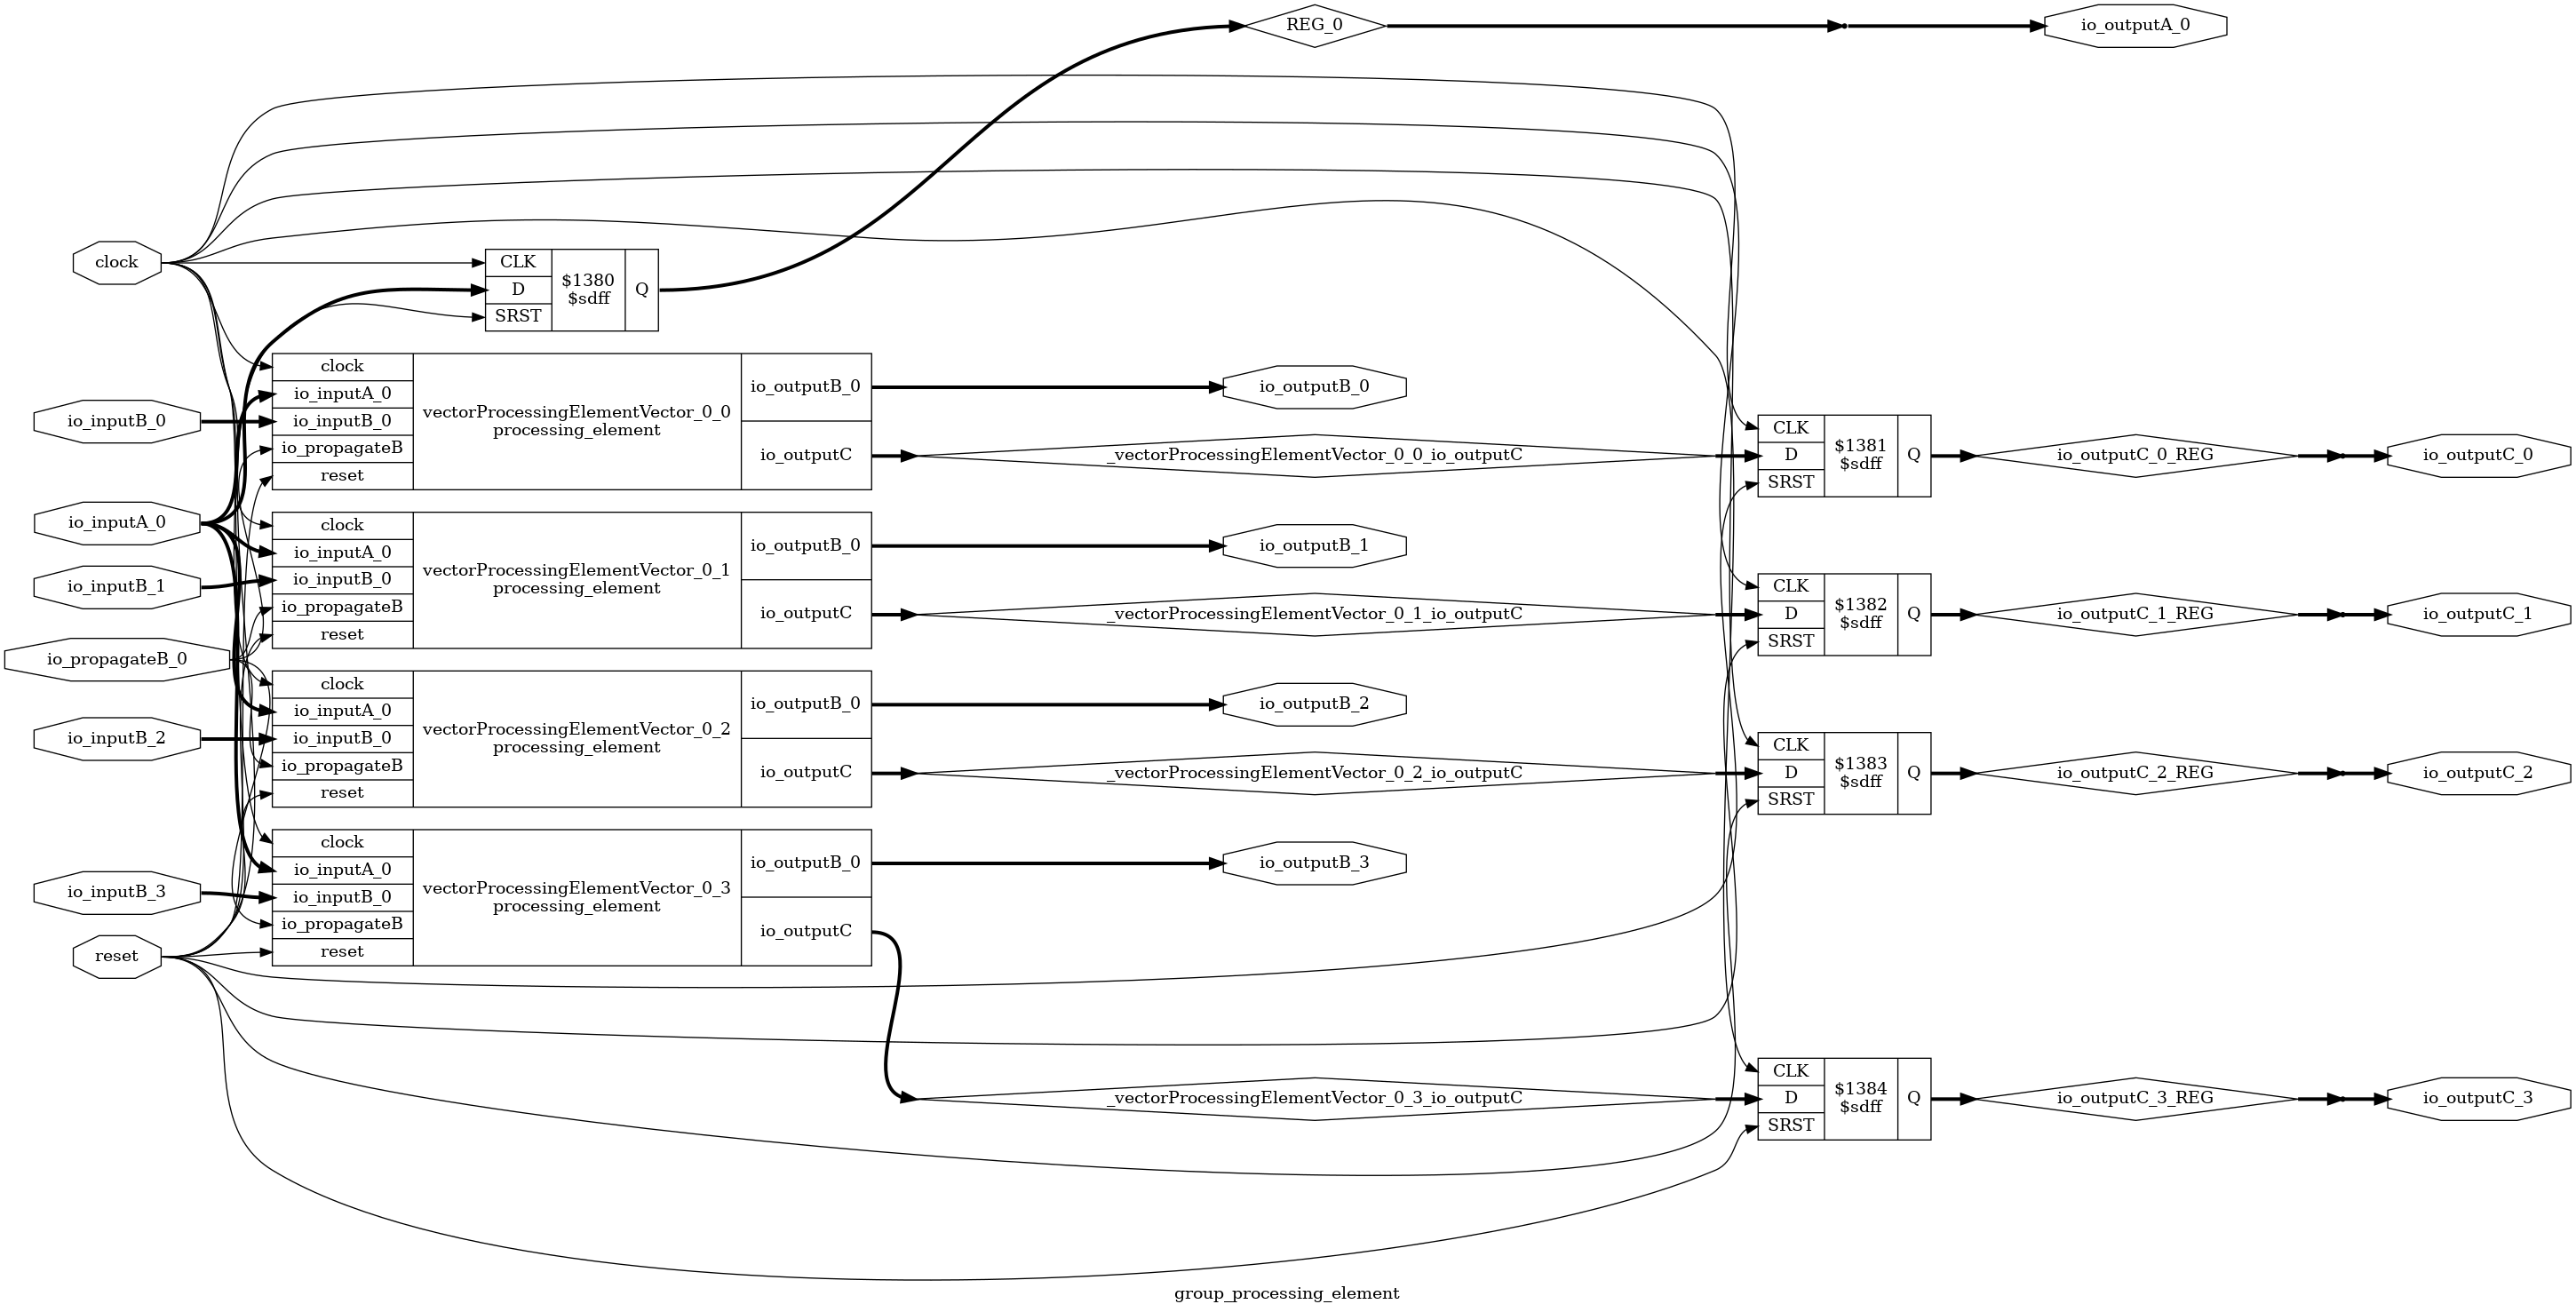 REG_0
io_outputA_0
clock
CLK
D
SRST
$1380
$sdff
Q
clock
io_inputA_0
io_inputB_0
io_propagateB
reset
vectorProcessingElementVector_0_0
processing_element
io_outputB_0
io_outputC
io_outputB_0
io_inputB_0
_vectorProcessingElementVector_0_0_io_outputC
CLK
D
SRST
$1381
$sdff
Q
io_outputC_0_REG
io_outputC_0
io_inputA_0
clock
io_inputA_0
io_inputB_0
io_propagateB
reset
vectorProcessingElementVector_0_1
processing_element
io_outputB_0
io_outputC
io_outputB_1
io_inputB_1
_vectorProcessingElementVector_0_1_io_outputC
CLK
D
SRST
$1382
$sdff
Q
io_outputC_1_REG
io_outputC_1
io_propagateB_0
clock
io_inputA_0
io_inputB_0
io_propagateB
reset
vectorProcessingElementVector_0_2
processing_element
io_outputB_0
io_outputC
io_outputB_2
io_inputB_2
_vectorProcessingElementVector_0_2_io_outputC
CLK
D
SRST
$1383
$sdff
Q
io_outputC_2_REG
io_outputC_2
clock
io_inputA_0
io_inputB_0
io_propagateB
reset
vectorProcessingElementVector_0_3
processing_element
io_outputB_0
io_outputC
io_outputB_3
io_inputB_3
reset
_vectorProcessingElementVector_0_3_io_outputC
CLK
D
SRST
$1384
$sdff
Q
io_outputC_3_REG
io_outputC_3
group_processing_element